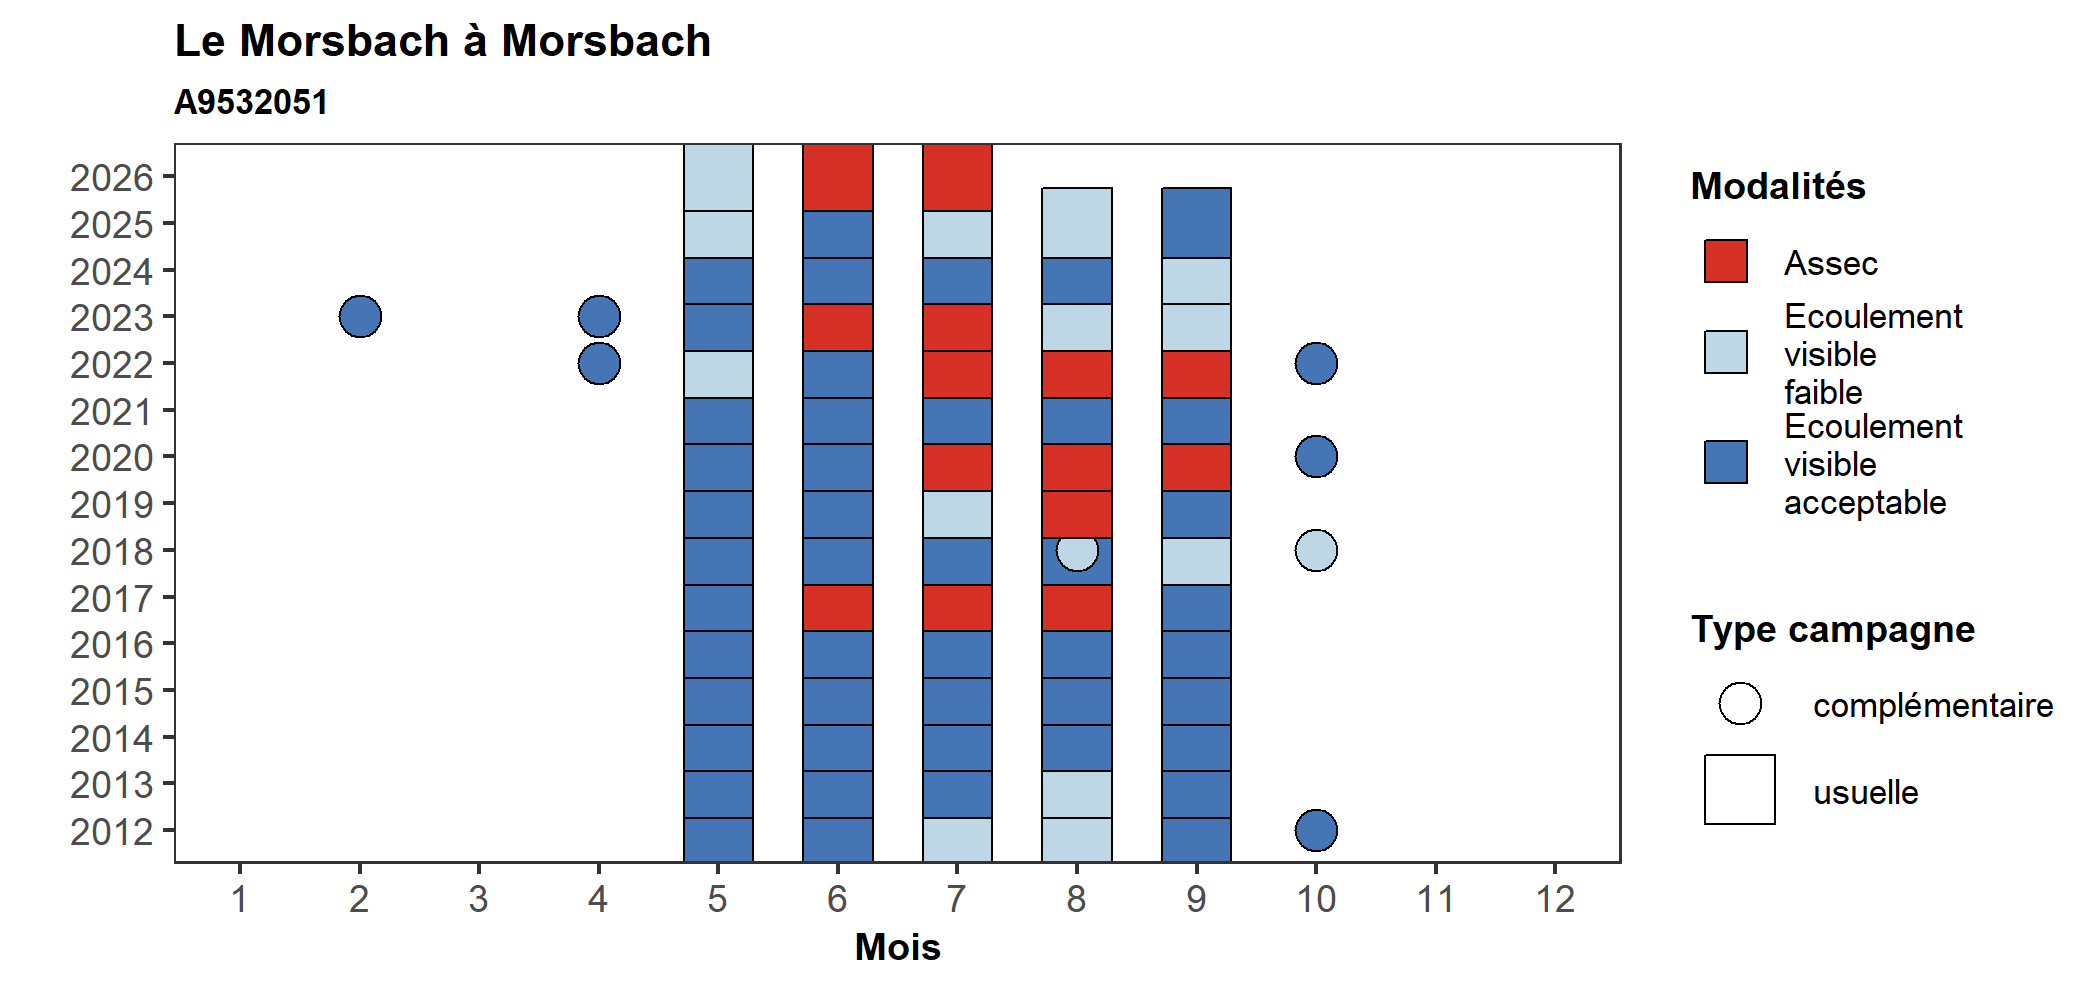 Le Morsbach à Morsbach
A9532051
2026
2025
2024
2023
2022
2021
2020
2019
2018
2017
2016
2015
2014
2013
2012
1 2 3 4 5 6 7 8 9 10 11 12
Mois
Modalités
Assec
Ecoulement
visible
faible
Ecoulement
visible
acceptable
Type campagne
complémentaire
usuelle